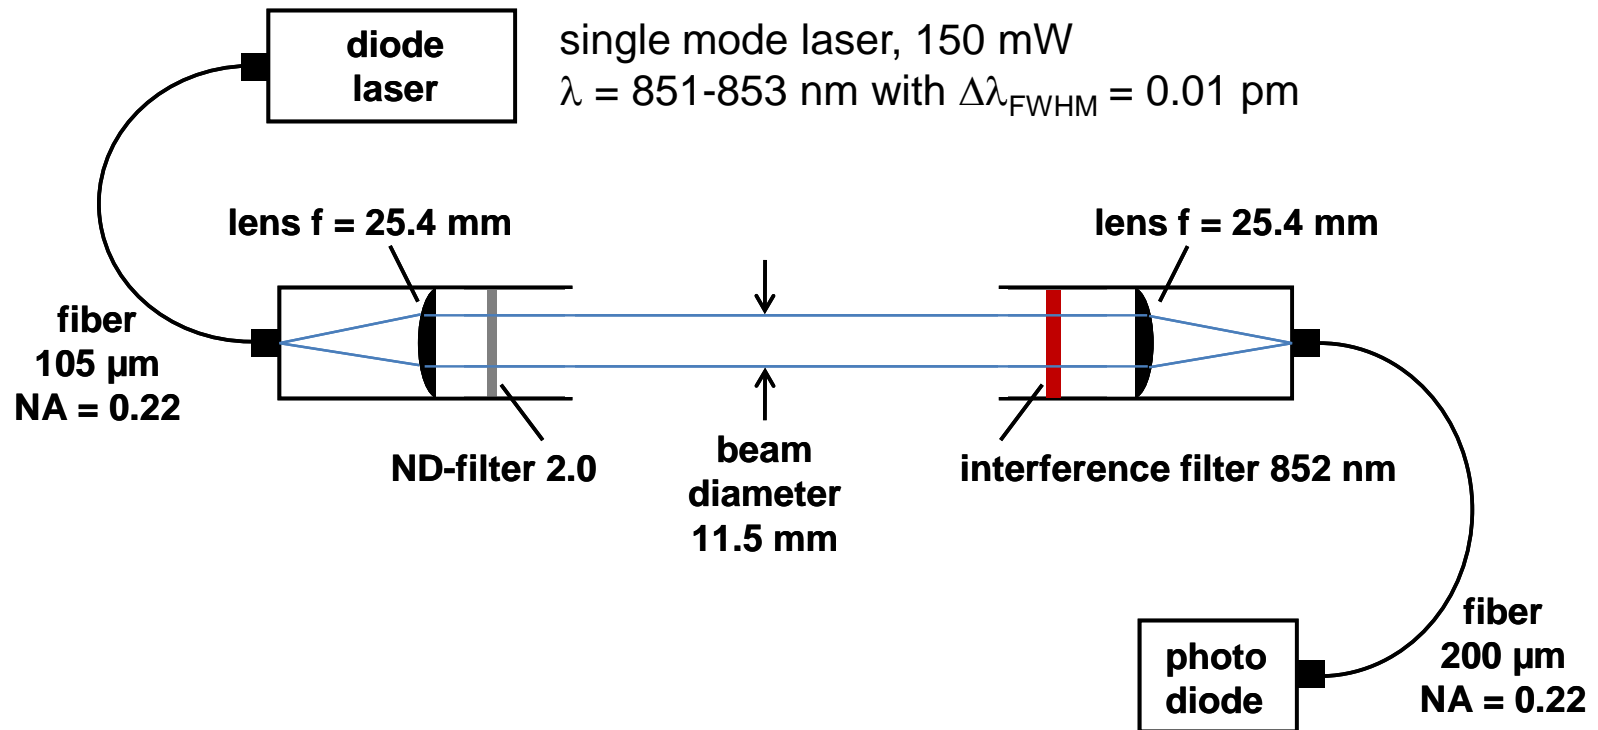 diode
laser
single mode laser, 150 mW
λ = 851-853 nm with ΔλFWHM = 0.01 pm
lens f = 25.4 mm
lens f = 25.4 mm
fiber
105 µm
NA = 0.22
ND-filter 2.0
beam
diameter
11.5 mm
interference filter 852 nm
photo
diode
fiber
200 µm
NA = 0.22